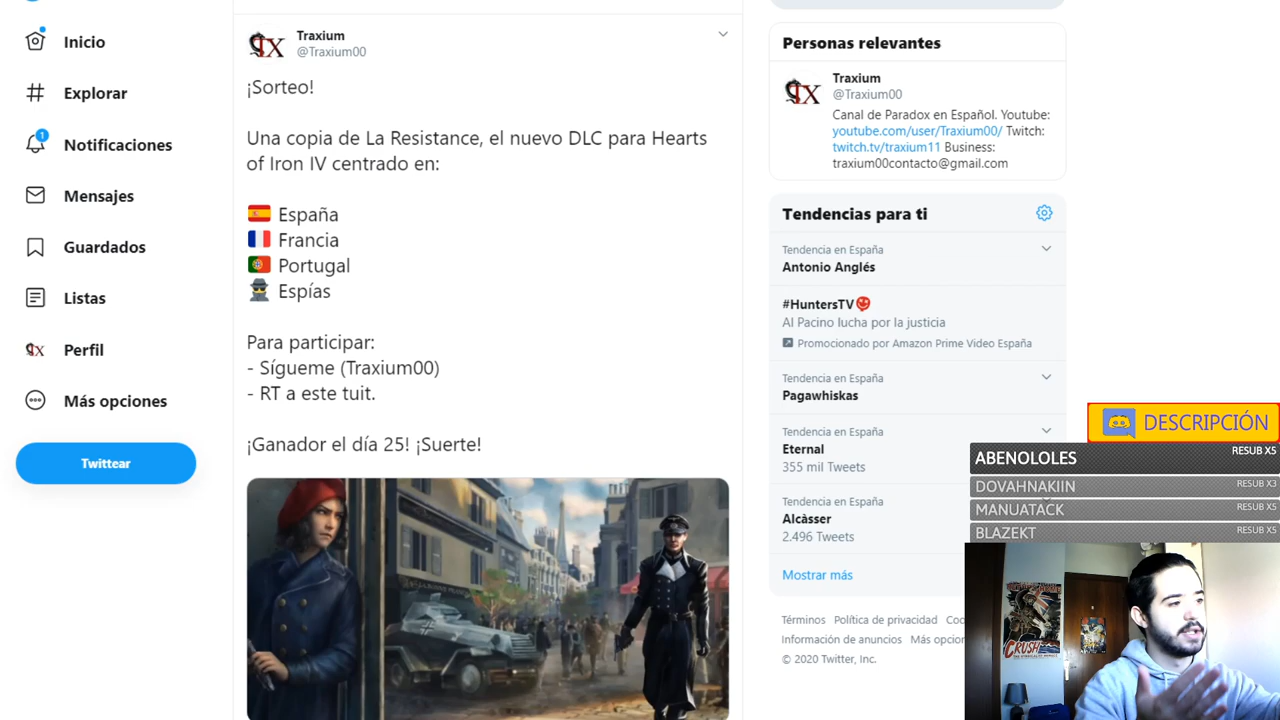 Inicio
Explorar
1
Notificaciones
Mensajes
Guardados
Listas
Perfil
Más opciones
Twittear
Traxium
@Traxium00
¡Sorteo!
Una copia de La Resistance, el nuevo DLC para Hearts
of Iron IV centrado en:
España
Francia
Portugal
Espías
Para participar:
- Sígueme (Traxium00)
- RT a este tuit.
¡Ganador el día 25! ¡Suerte!
Personas relevantes
Traxium
@Traxium00
Canal de Paradox en Español. Youtube:
youtube.com/user/Traxium00/ Twitch:
twitch.tv/traxium11 Business:
traxium00contacto@gmail.com
Tendencias para ti
Tendencia en España
Antonio Anglés
#HuntersTV
Al Pacino lucha por la justicia
Promocionado por Amazon Prime Video España
Tendencia en España
Pagawhiskas
Tendencia en España
Eternal
355 mil Tweets
Tendencia en España
Alcàsser
2.496 Tweets
Mostrar más
Términos Política de privacidad Coo
Información de anuncios Más opcion
© 2020 Twitter, Inc.
DESCRIPCIÓN
ABENOLOLES RESUB X5
DOVAHNAKIIN RESUB X3
MANUATACK RESUB X5
BLAZEKT RESUB X5
CRUSH